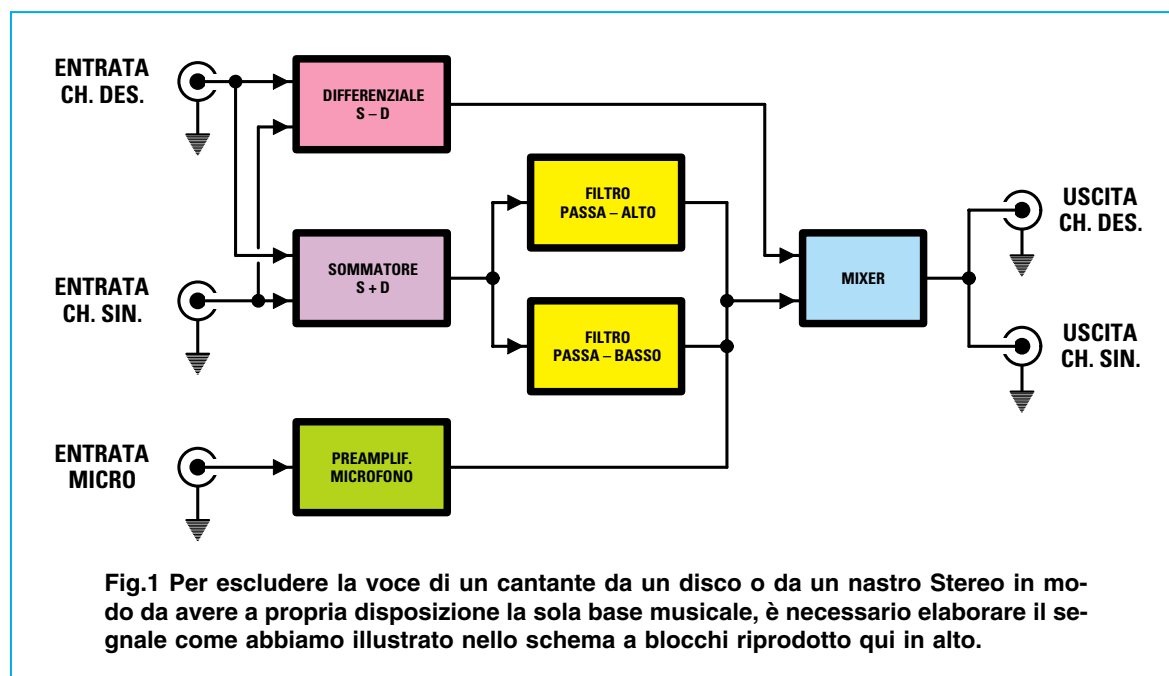 ENTRATA
CH. DES.
DIFFERENZIALE
S – D
FILTRO
PASSA – ALTO
USCITA
CH. DES.
ENTRATA
CH. SIN.
SOMMATORE
S + D
MIXER
FILTRO
PASSA – BASSO
USCITA
CH. SIN.
ENTRATA
MICRO
PREAMPLIF.
MICROFONO
Fig.1 Per escludere la voce di un cantante da un disco o da un nastro Stereo in mo-
do da avere a propria disposizione la sola base musicale, è necessario elaborare il se-
gnale come abbiamo illustrato nello schema a blocchi riprodotto qui in alto.